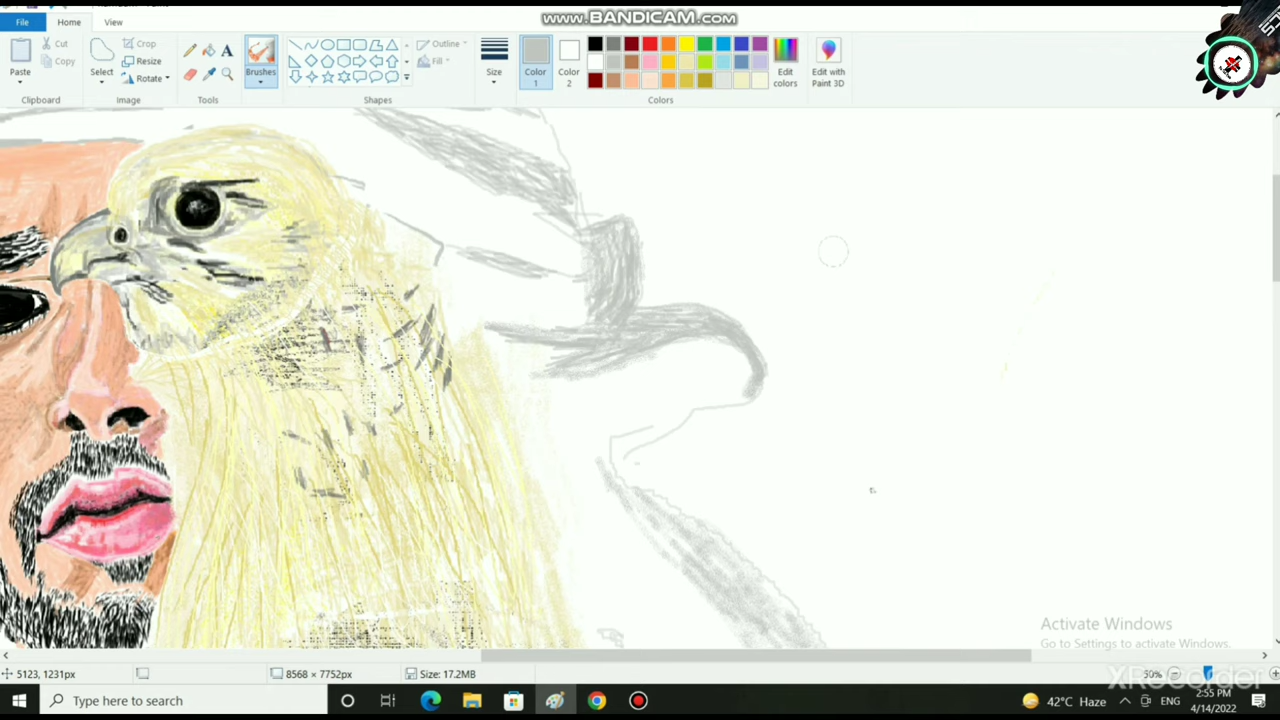 www.BANDICAM.com
File
Home
View
Paste
Cut
Copy
Clipboard
Select
Crop
Resize
Rotate
Image
A
Tools
Brushes
Outline
Fill
Shapes
Size
Color
1
Color
2
Edit
colors
Edit with
Paint 3D
Colors
Activate Windows
Go to Settings to activate Windows.
5123, 1231px
8568 × 7752px
Size: 17.2MB
XRecorder
Type here to search
42°C Haze
ENG
2:55 PM
4/14/2022